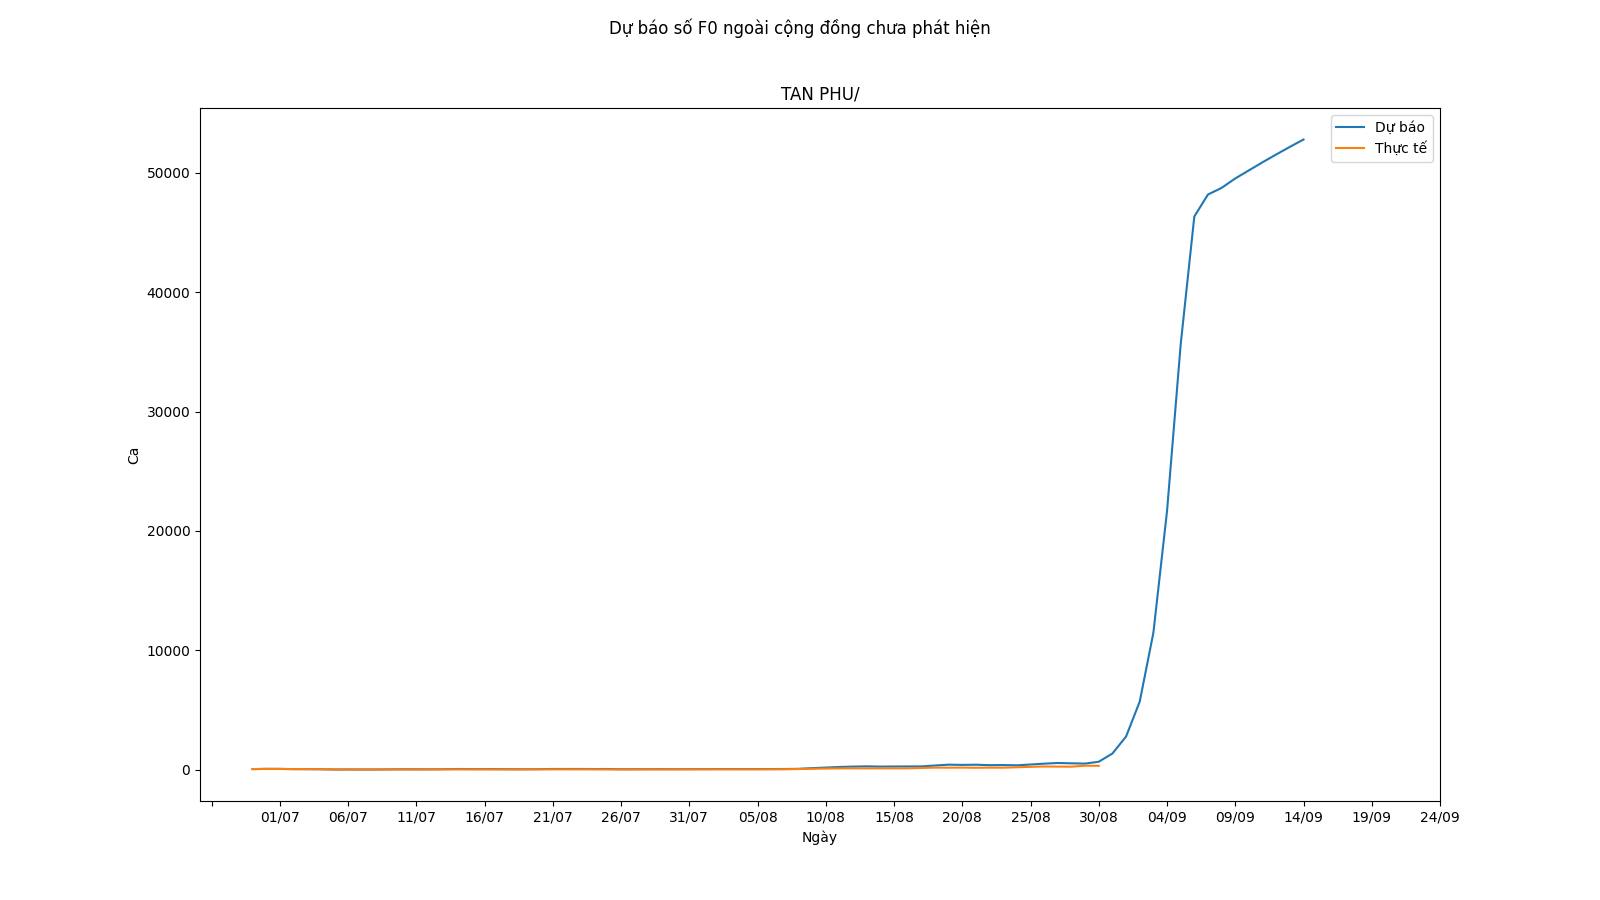 Dự báo số F0 ngoài cộng đồng chưa phát hiện
TAN PHU/
Dự báo
Thực tế
50000
40000
30000
20000
10000
0
Ca
01/07 06/07 11/07 16/07 21/07 26/07 31/07 05/08 10/08 15/08 20/08 25/08 30/08 04/09 09/09 14/09 19/09 24/09
Ngày